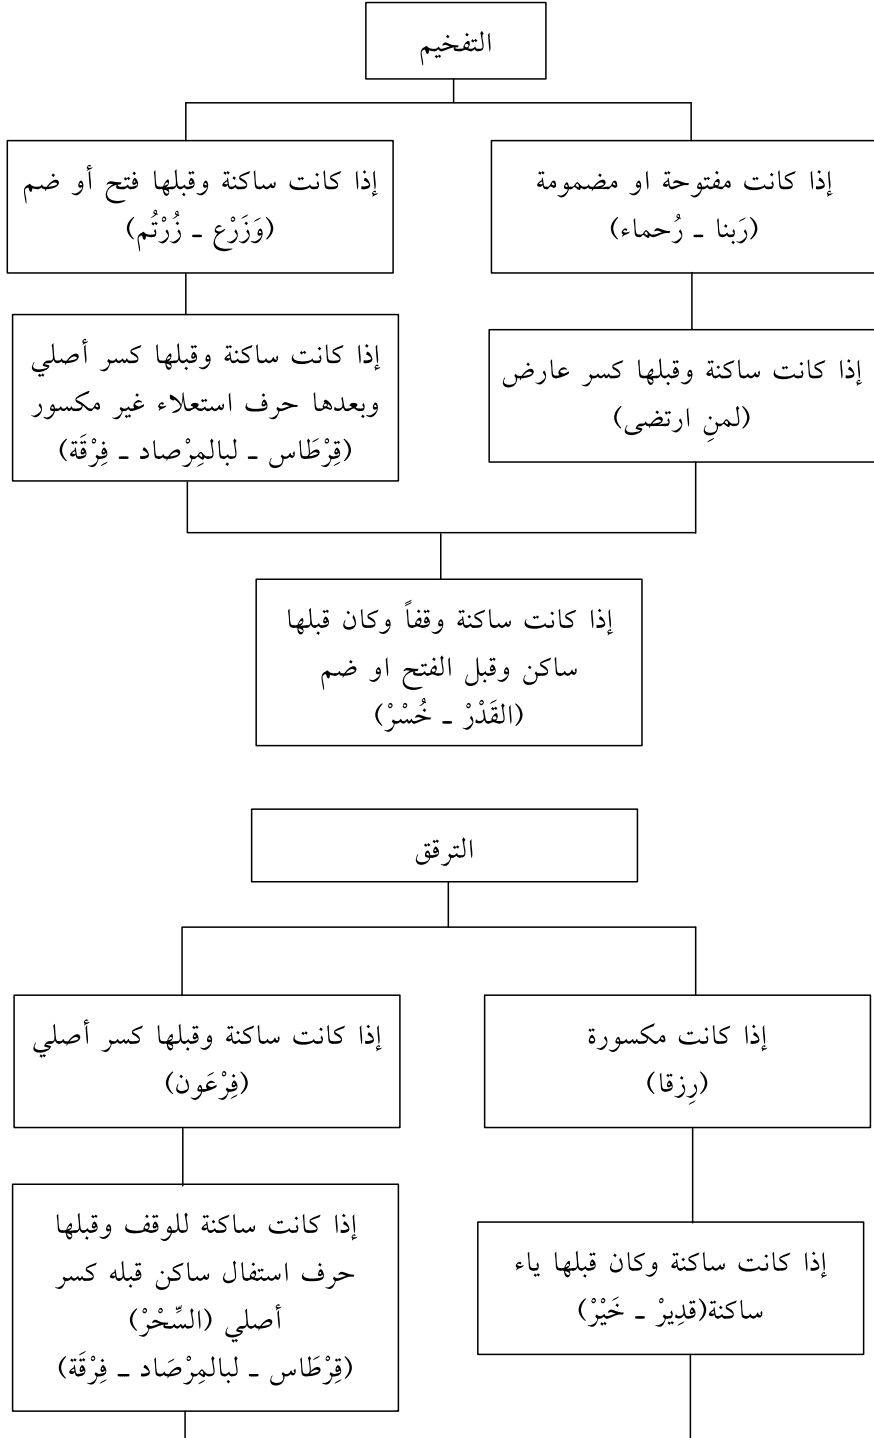 التفخيم
إذا كانت مفتوحة او مضمومة
(رَبنا ـ رُحماء)
إذا كانت ساكنة وقبلها فتح أو ضم
(وَزَرْع ـ زُرْتُم)
إذا كانت ساكنة وقبلها كسر عارض
(لمنِ ارتضى)
إذا كانت ساكنة وقبلها كسر أصلي
وبعدها حرف استعلاء غير مكسور
(قِرْطَاس ـ لبالمِرْصاد ـ فِرْقَة)
إذا كانت ساكنة وقفاً وكان قبلها
ساكن وقبل الفتح او ضم
(القَدْرْ ـ خُسْرْ)
الترقق
إذا كانت مكسورة
(رِزقا)
إذا كانت ساكنة وقبلها كسر أصلي
(فِرْعَون)
إذا كانت ساكنة وكان قبلها ياء
ساكنة(قدِيرْ ـ خَيْرْ)
إذا كانت ساكنة للوقف وقبلها
حرف استفال ساكن قبله كسر
أصلي (السِّحْرْ)
(قِرْطَاس ـ لبالمِرْصَاد ـ فِرْقَة)